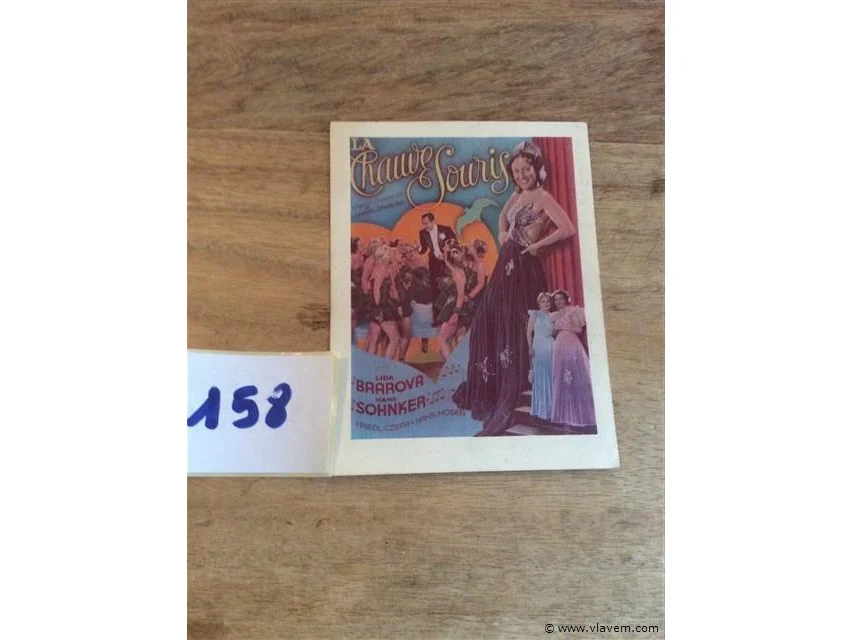 LA
Chauve
Souris
LIDA
BAAROVA
HANS
SÖHNKER
FRIEDL CZEPA • HANS MOSER
158
© www.vlavem.com